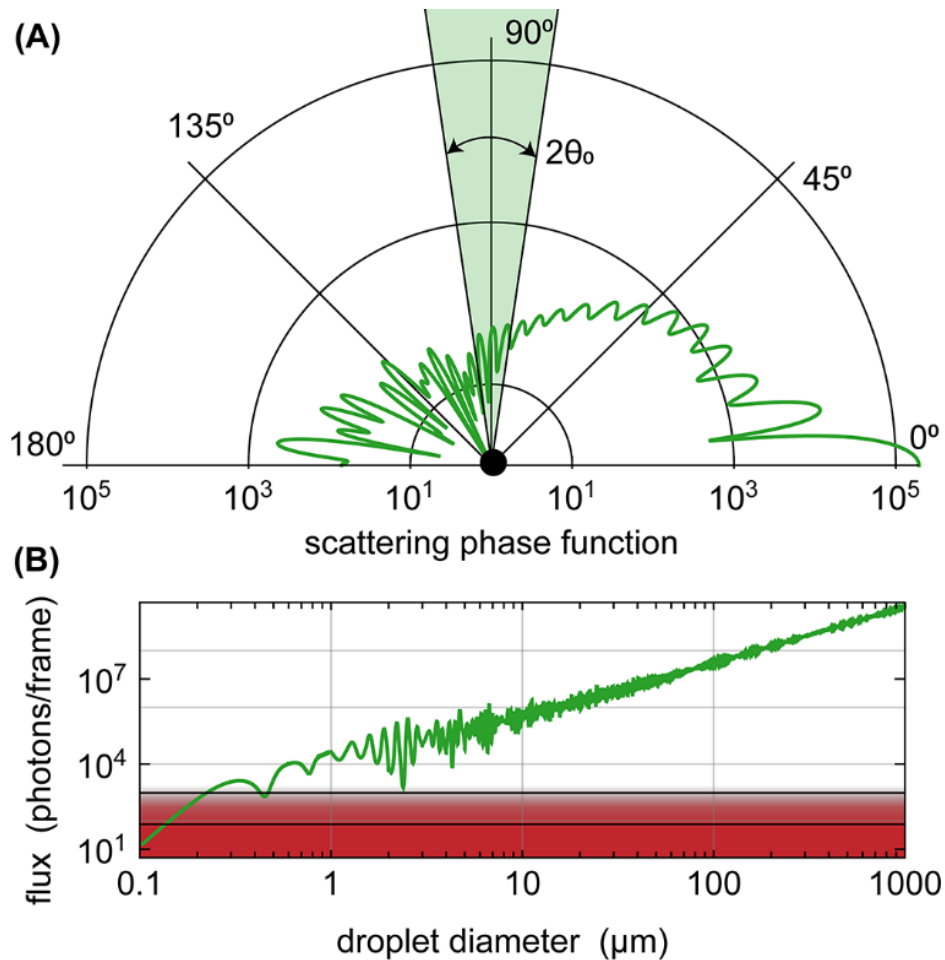 (A)
90º
135º
2θ₀
45º
180º
0º
10⁵
10³
10¹
10¹
10³
10⁵
scattering phase function
(B)
flux (photons/frame)
10⁷
10⁴
10¹
0.1
1
10
100
1000
droplet diameter (µm)